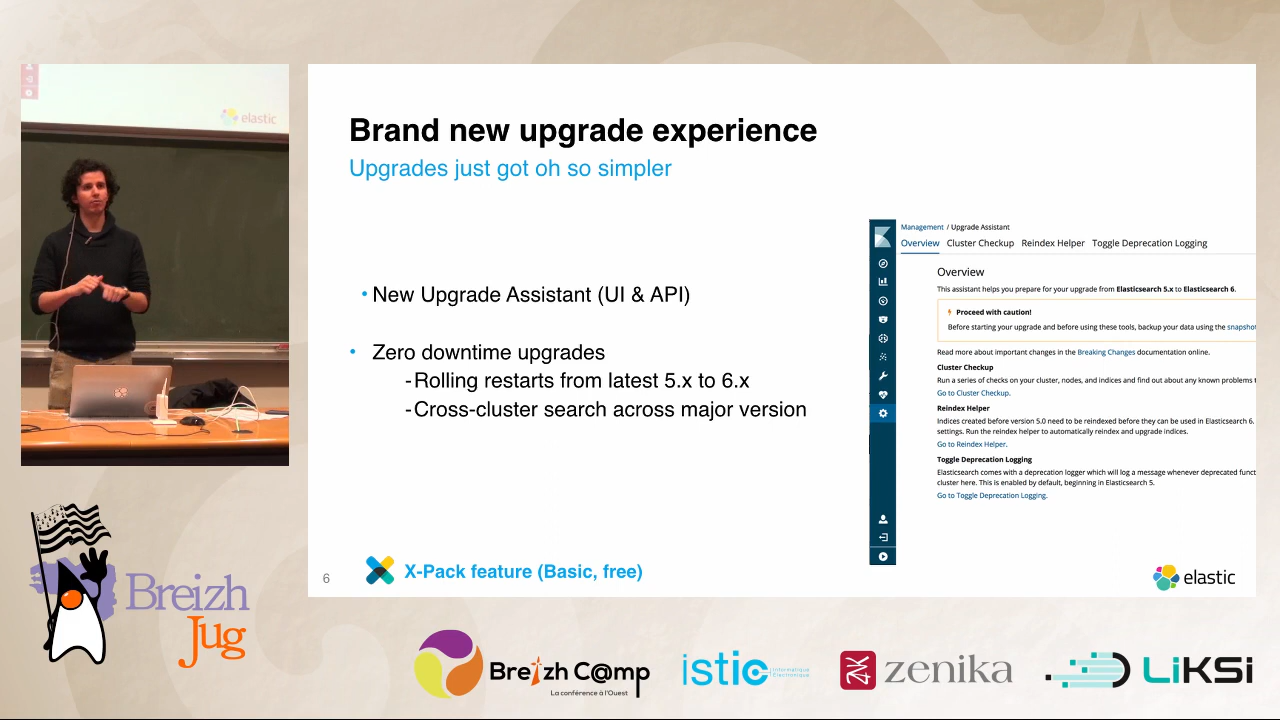 elastic
Brand new upgrade experience
Upgrades just got oh so simpler
• New Upgrade Assistant (UI & API)
• Zero downtime upgrades
-Rolling restarts from latest 5.x to 6.x
-Cross-cluster search across major version
Management / Upgrade Assistant
Overview Cluster Checkup Reindex Helper Toggle Deprecation Logging
Overview
This assistant helps you prepare for your upgrade from Elasticsearch 5.x to Elasticsearch 6.
Proceed with caution!
Before starting your upgrade and before using these tools, backup your data using the snapshot
Read more about important changes in the Breaking Changes documentation online.
Cluster Checkup
Run a series of checks on your cluster, nodes, and indices and find out about any known problems
Go to Cluster Checkup.
Reindex Helper
Indices created before version 5.0 need to be reindexed before they can be used in Elasticsearch 6.
settings. Run the reindex helper to automatically reindex and upgrade indices.
Go to Reindex Helper.
Toggle Deprecation Logging
Elasticsearch comes with a deprecation logger which will log a message whenever deprecated funct
cluster here. This is enabled by default, beginning in Elasticsearch 5.
Go to Toggle Deprecation Logging.
6
X-Pack feature (Basic, free)
elastic
Breizh
Jug
Breizh C@mp
La conférence à l'Ouest
istic
Informatique
Électronique
zenika
LiKSi